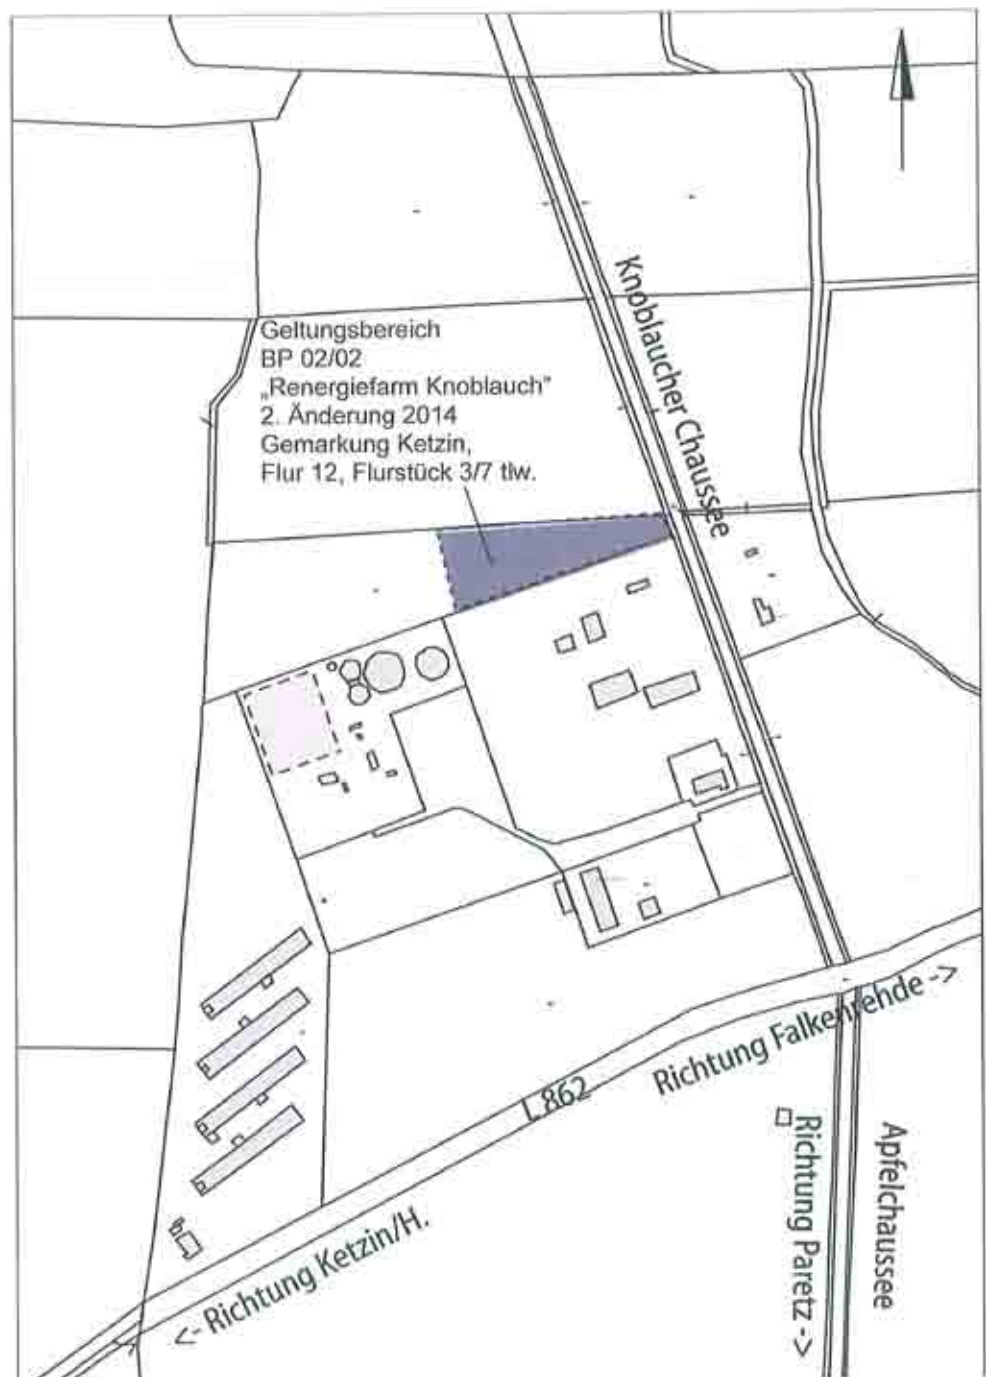 Knoblaucher Chaussee
Geltungsbereich
BP 02/02
„Renergiefarm Knoblauch"
2. Änderung 2014
Gemarkung Ketzin,
Flur 12, Flurstück 3/7 tlw.
Richtung Falkenrehde ->
L 862
<- Richtung Ketzin/H.
Richtung Paretz ->
Apfelchaussee